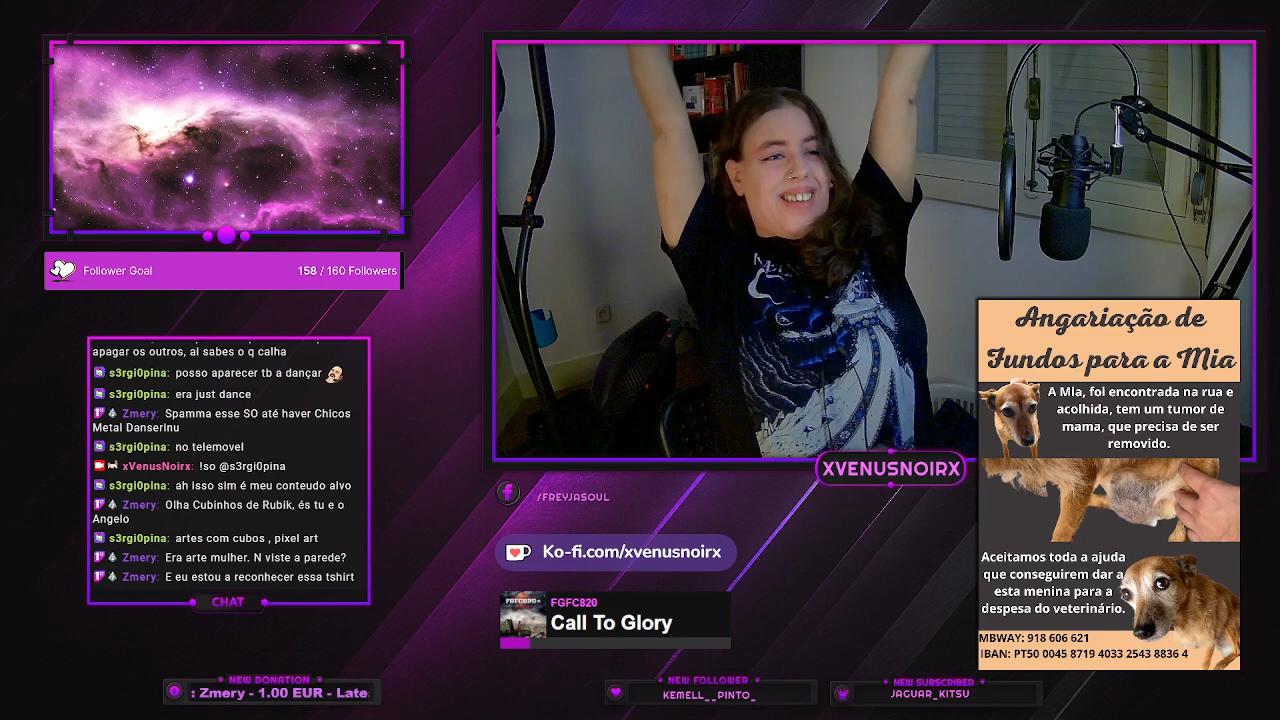 Follower Goal
158 / 160 Followers
apagar os outros, aí sabes o q calha
s3rgi0pina: posso aparecer tb a dançar
s3rgi0pina: era just dance
Zmery: Spamma esse SO até haver Chicos
Metal Danserinu
s3rgi0pina: no telemovel
xVenusNoirx: !so @s3rgi0pina
s3rgi0pina: ah isso sim é meu conteudo alvo
Zmery: Olha Cubinhos de Rubik, és tu e o
Angelo
s3rgi0pina: artes com cubos , pixel art
Zmery: Era arte mulher. N viste a parede?
Zmery: E eu estou a reconhecer essa tshirt
CHAT
XVENUSNOIRX
/FREYJASOUL
Ko-fi.com/xvenusnoirx
FGFC820
Call To Glory
Angariação de
Fundos para a Mia
A Mia, foi encontrada na rua e
acolhida, tem um tumor de
mama, que precisa de ser
removido.
Aceitamos toda a ajuda
que conseguirem dar a
esta menina para a
despesa do veterinário.
MBWAY: 918 606 621
IBAN: PT50 0045 8719 4033 2543 8836 4
NEW DONATION
: Zmery - 1.00 EUR - Late
NEW FOLLOWER
KEMELL__PINTO_
NEW SUBSCRIBER
JAGUAR_KITSU